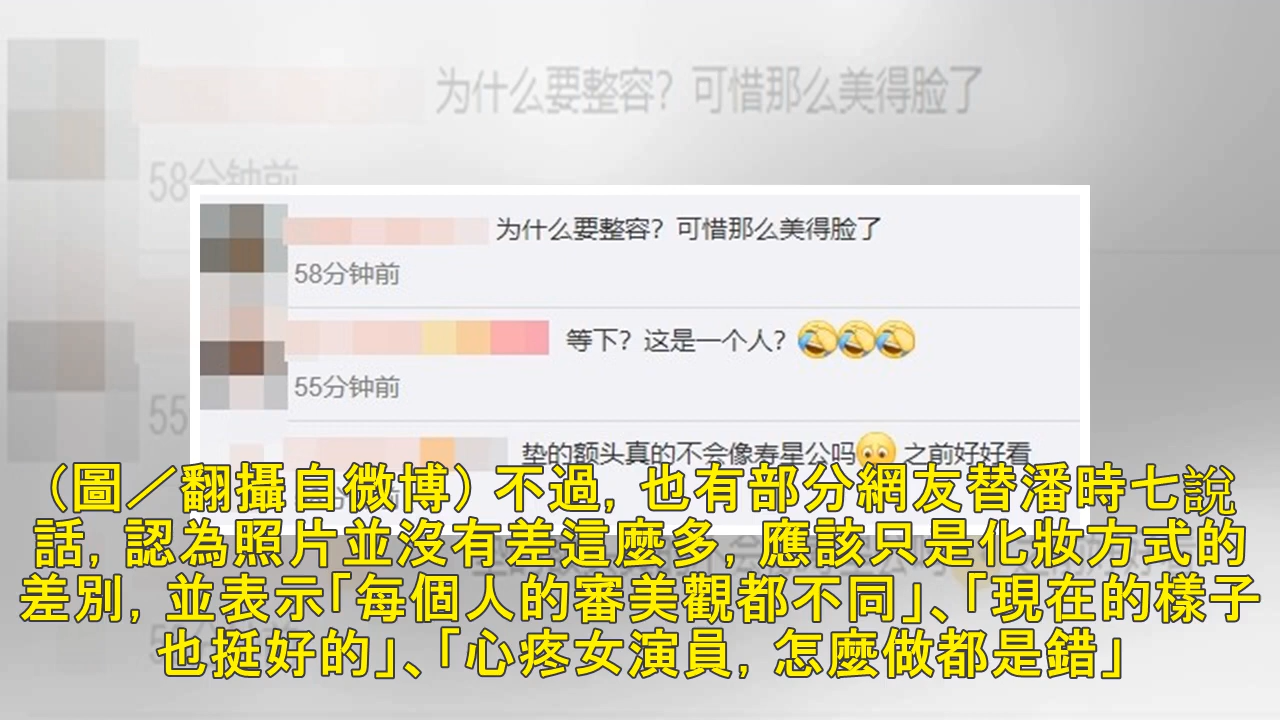 为什么要整容？可惜那么美得脸了
58分钟前
为什么要整容？可惜那么美得脸了
58分钟前
等下？这是一个人？
55分钟前
55
垫的额头真的不会像寿星公吗 之前好好看
（圖／翻攝自微博）不過，也有部分網友替潘時七說
話，認為照片並沒有差這麼多，應該只是化妝方式的
差別，並表示「每個人的審美觀都不同」、「現在的樣子
也挺好的」、「心疼女演員，怎麼做都是錯」